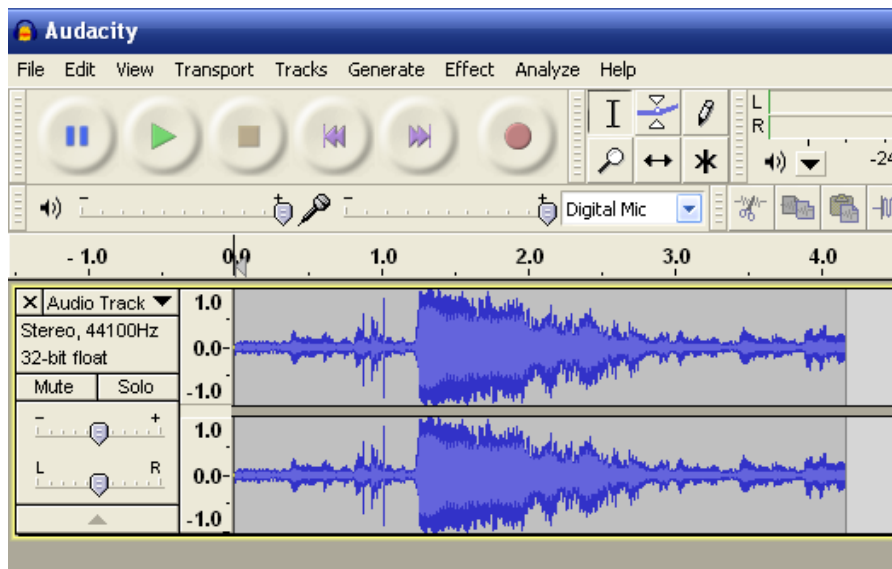 Audacity
File Edit View Transport Tracks Generate Effect Analyze Help
L
R
-24
Digital Mic
- 1.0 0.0 1.0 2.0 3.0 4.0
Audio Track
Stereo, 44100Hz
32-bit float
Mute Solo
- +
L R
1.0
0.0-
-1.0
1.0
0.0-
-1.0